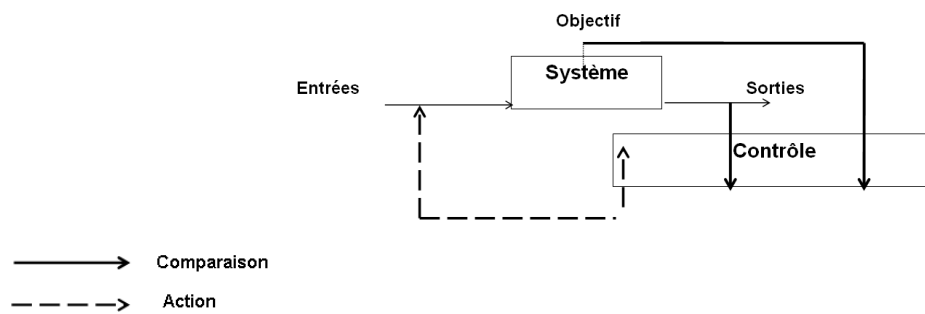 Objectif
Système
Entrées
Sorties
Contrôle
Comparaison
Action